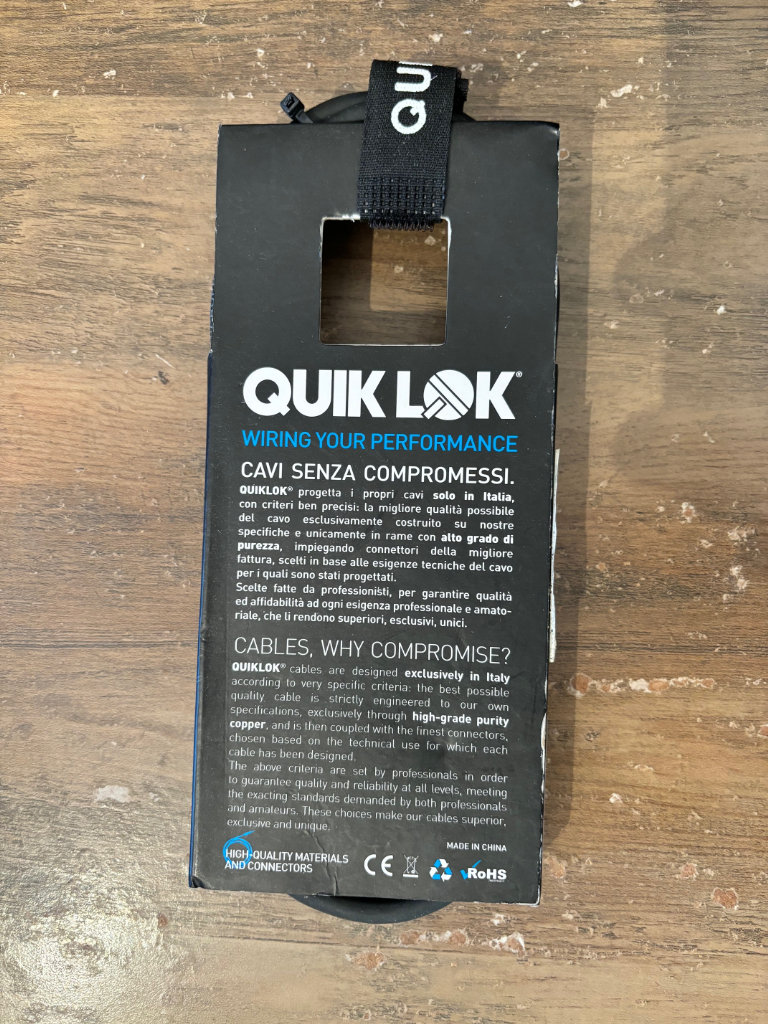 QUI
QUIK LOK®
WIRING YOUR PERFORMANCE
CAVI SENZA COMPROMESSI.
QUIKLOK® progetta i propri cavi solo in Italia,
con criteri ben precisi: la migliore qualità possibile
del cavo esclusivamente costruito su nostre
specifiche e unicamente in rame con alto grado di
purezza, impiegando connettori della migliore
fattura, scelti in base alle esigenze tecniche del cavo
per i quali sono stati progettati.
Scelte fatte da professionisti, per garantire qualità
ed affidabilità ad ogni esigenza professionale e amato-
riale, che li rendono superiori, esclusivi, unici.
CABLES, WHY COMPROMISE?
QUIKLOK® cables are designed exclusively in Italy
according to very specific criteria: the best possible
quality cable is strictly engineered to our own
specifications, exclusively through high-grade purity
copper, and is then coupled with the finest connectors,
chosen based on the technical use for which each
cable has been designed.
The above criteria are set by professionals in order
to guarantee quality and reliability at all levels, meeting
the exacting standards demanded by both professionals
and amateurs. These choices make our cables superior,
exclusive and unique.
MADE IN CHINA
HIGH-QUALITY MATERIALS
AND CONNECTORS
CE
RoHS